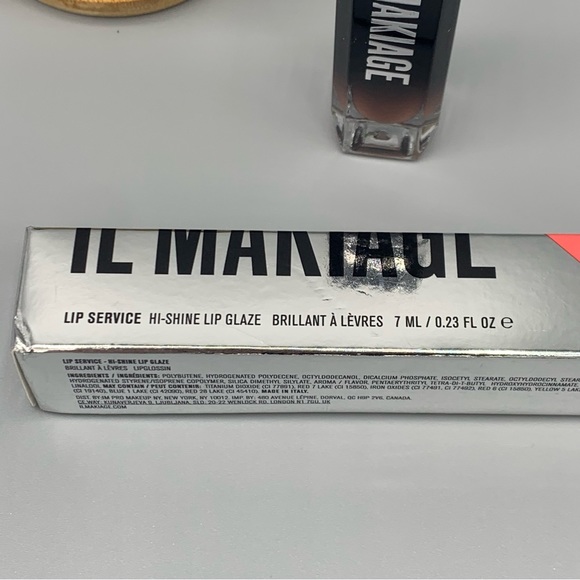 MAKIAGE
IL MAKIAGE
LIP SERVICE HI-SHINE LIP GLAZE BRILLANT À LÈVRES 7 ML / 0.23 FL OZ ℮
LIP SERVICE - HI-SHINE LIP GLAZE
BRILLANT À LÈVRES LIPGLOSSIN
INGREDIENTS / INGRÉDIENTS: POLYBUTENE, HYDROGENATED POLYDECENE, OCTYLDODECANOL, DICALCIUM PHOSPHATE, ISOCETYL STEARATE, OCTYLDODECYL
HYDROGENATED STYRENE/ISOPRENE COPOLYMER, SILICA DIMETHYL SILYLATE, AROMA / FLAVOR, PENTAERYTHRITYL TETRA-DI-T-BUTYL HYDROXYHYDROCINNAMATE,
LINALOOL. MAY CONTAIN / PEUT CONTENIR: TITANIUM DIOXIDE (CI 77891), RED 7 LAKE (CI 15850), IRON OXIDES (CI 77491, CI 77492), RED 6 (CI 15850), YELLOW 5
(CI 19140), BLUE 1 LAKE (CI 42090), RED 28 LAKE (CI 45410). MADE IN ITALY.
DIST. BY: IM PRO MAKEUP NY, NEW YORK, NY 10012. IMP. BY: 480 AVENUE LÉPINE, DORVAL, QC H9P 2Y6, CANADA.
LJUBLJANA, SLO. 20-22 WENLOCK RD, LONDON N1 7GU, UK
ILMAKIAGE.COM